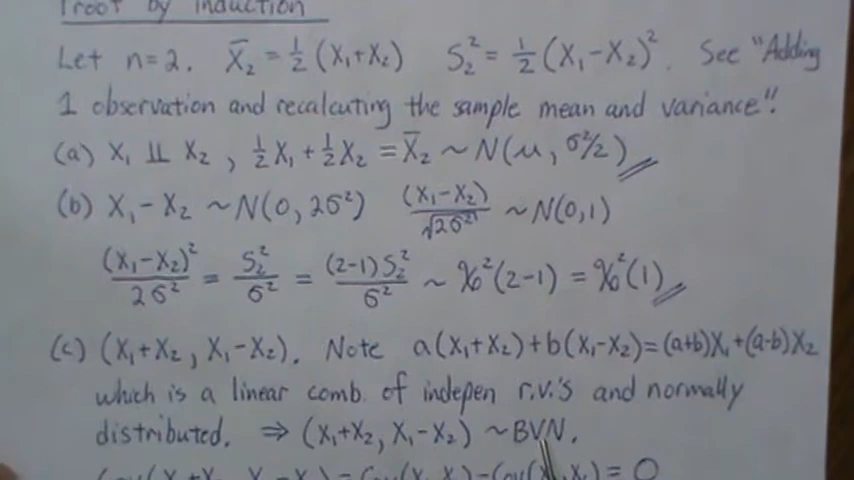 Proof by Induction
Let n=2. X̄₂ = ½ (X₁+X₂) S₂² = ½ (X₁-X₂)². See "Adding
1 observation and recalcuting the sample mean and variance".
(a) X₁ ⫫ X₂ , ½X₁ + ½X₂ = X̄₂ ~ N(μ, σ²/2)
(b) X₁ - X₂ ~ N(0, 2σ²) (X₁-X₂)/√2σ² ~ N(0,1)
(X₁-X₂)²/2σ² = S₂²/σ² = (2-1)S₂²/σ² ~ χ²(2-1) = χ²(1)
(c) (X₁+X₂ , X₁-X₂). Note a(X₁+X₂)+b(X₁-X₂)=(a+b)X₁+(a-b)X₂
which is a linear comb. of indepen r.v.'s and normally
distributed. ⇒ (X₁+X₂, X₁-X₂) ~ BVN.
= 0